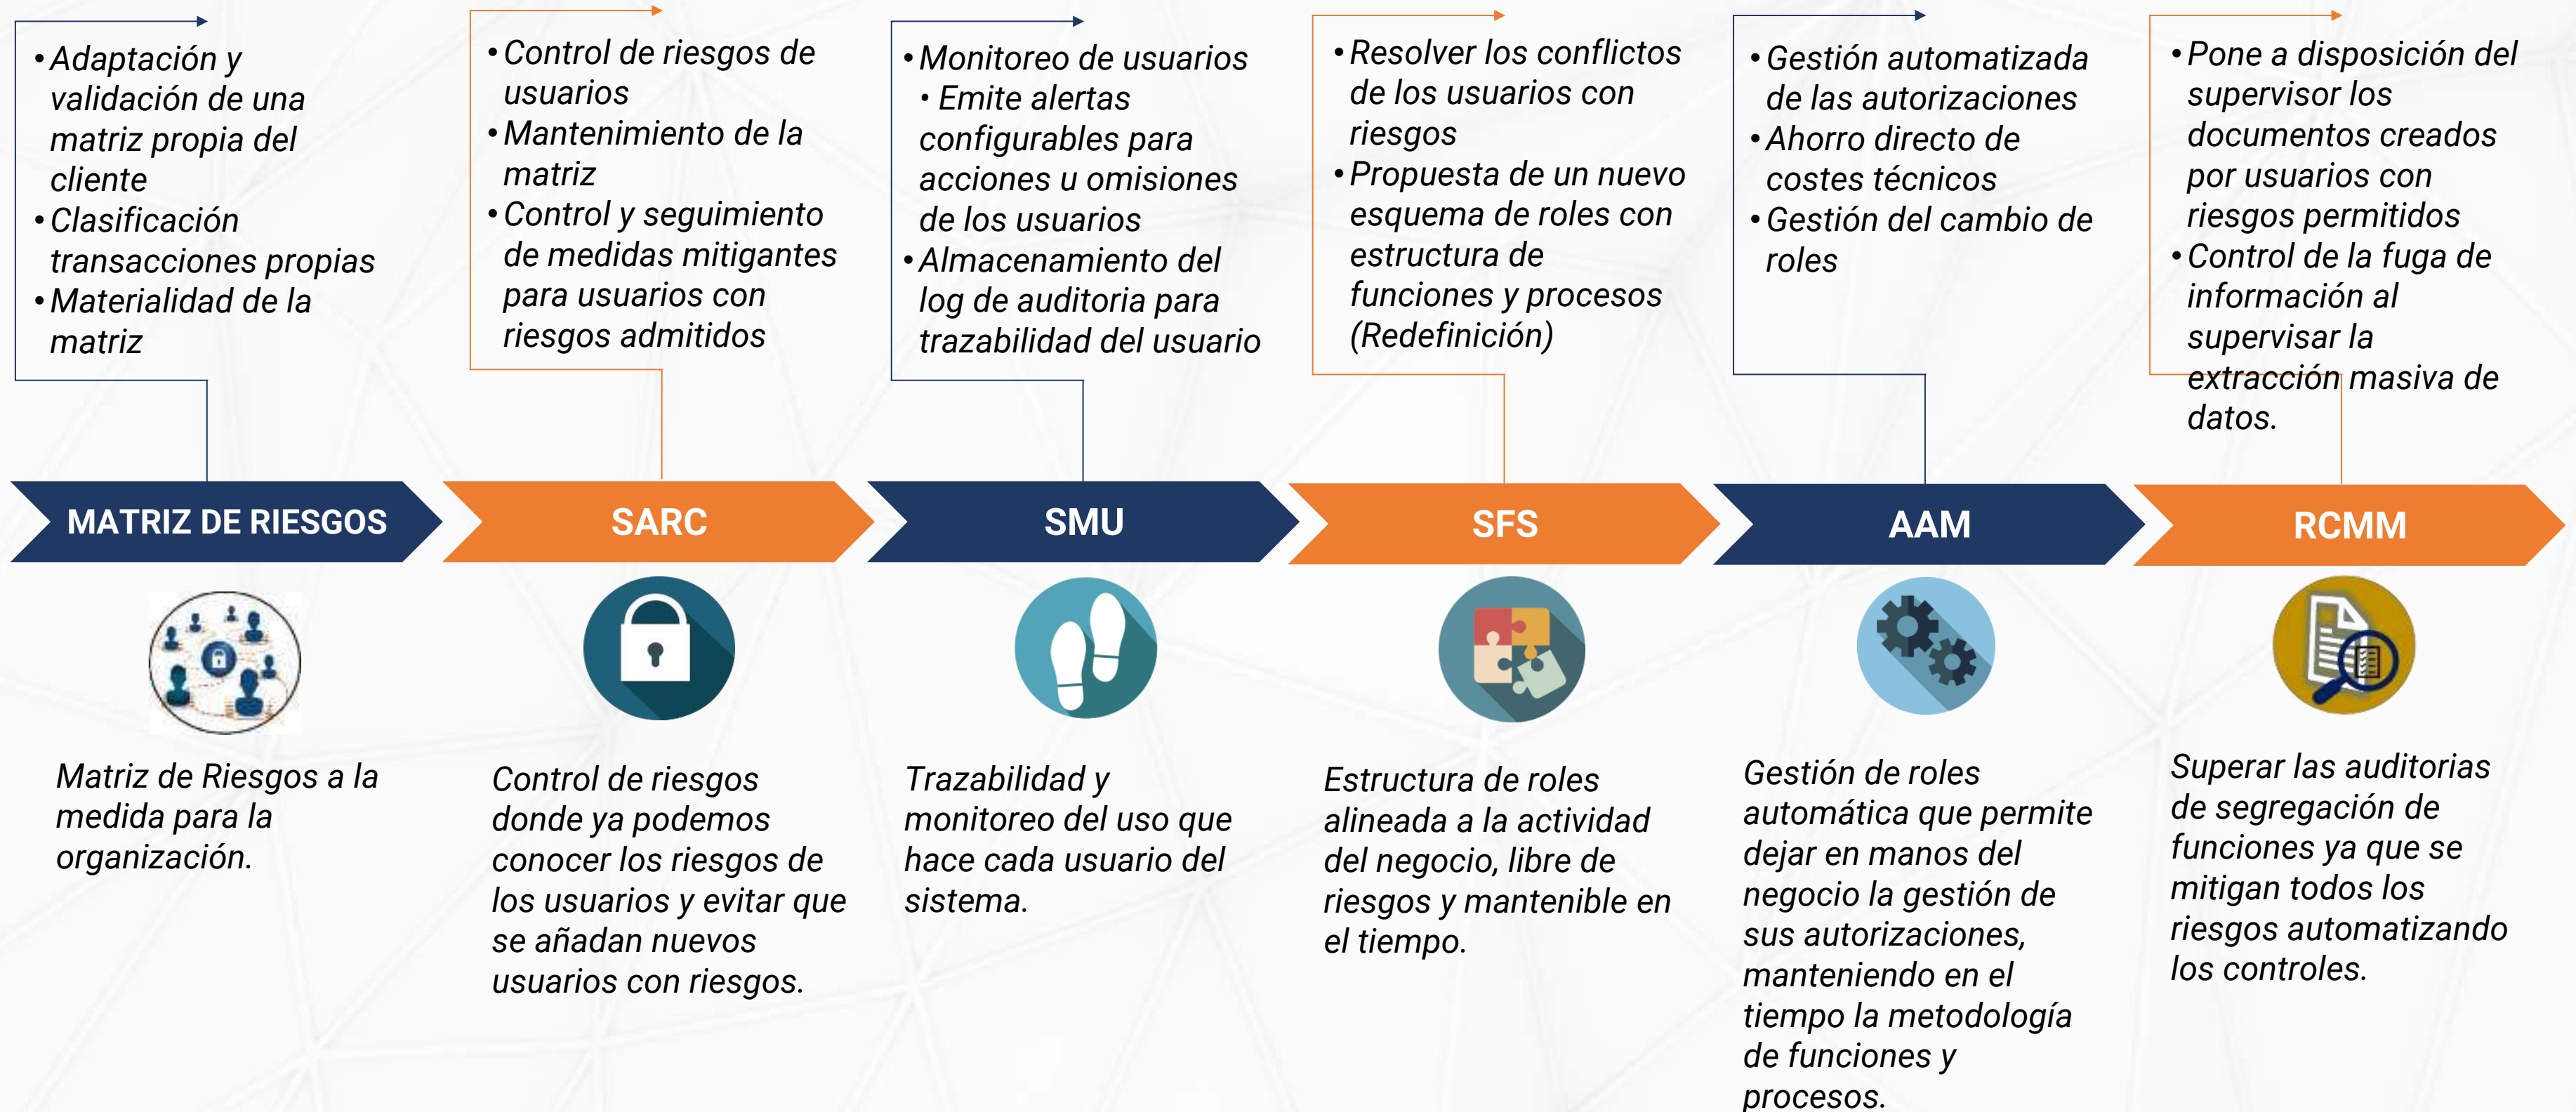 • Adaptación y
validación de una
matriz propia del
cliente
• Clasificación
transacciones propias
• Materialidad de la
matriz
• Control de riesgos de
usuarios
• Mantenimiento de la
matriz
• Control y seguimiento
de medidas mitigantes
para usuarios con
riesgos admitidos
• Monitoreo de usuarios
• Emite alertas
configurables para
acciones u omisiones
de los usuarios
• Almacenamiento del
log de auditoria para
trazabilidad del usuario
• Resolver los conflictos
de los usuarios con
riesgos
• Propuesta de un nuevo
esquema de roles con
estructura de
funciones y procesos
(Redefinición)
• Gestión automatizada
de las autorizaciones
• Ahorro directo de
costes técnicos
• Gestión del cambio de
roles
• Pone a disposición del
supervisor los
documentos creados
por usuarios con
riesgos permitidos
• Control de la fuga de
información al
supervisar la
extracción masiva de
datos.
MATRIZ DE RIESGOS
SARC
SMU
SFS
AAM
RCMM
Matriz de Riesgos a la
medida para la
organización.
Control de riesgos
donde ya podemos
conocer los riesgos de
los usuarios y evitar que
se añadan nuevos
usuarios con riesgos.
Trazabilidad y
monitoreo del uso que
hace cada usuario del
sistema.
Estructura de roles
alineada a la actividad
del negocio, libre de
riesgos y mantenible en
el tiempo.
Gestión de roles
automática que permite
dejar en manos del
negocio la gestión de
sus autorizaciones,
manteniendo en el
tiempo la metodología
de funciones y
procesos.
Superar las auditorias
de segregación de
funciones ya que se
mitigan todos los
riesgos automatizando
los controles.